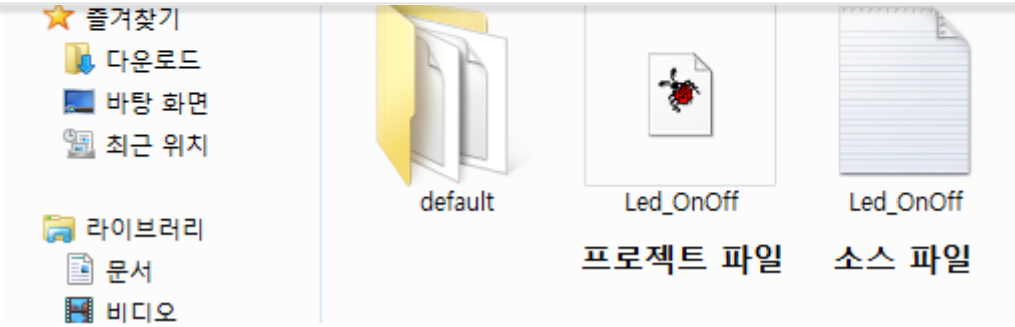 즐겨찾기
다운로드
바탕 화면
최근 위치
라이브러리
문서
비디오
default
Led_OnOff
Led_OnOff
프로젝트 파일
소스 파일